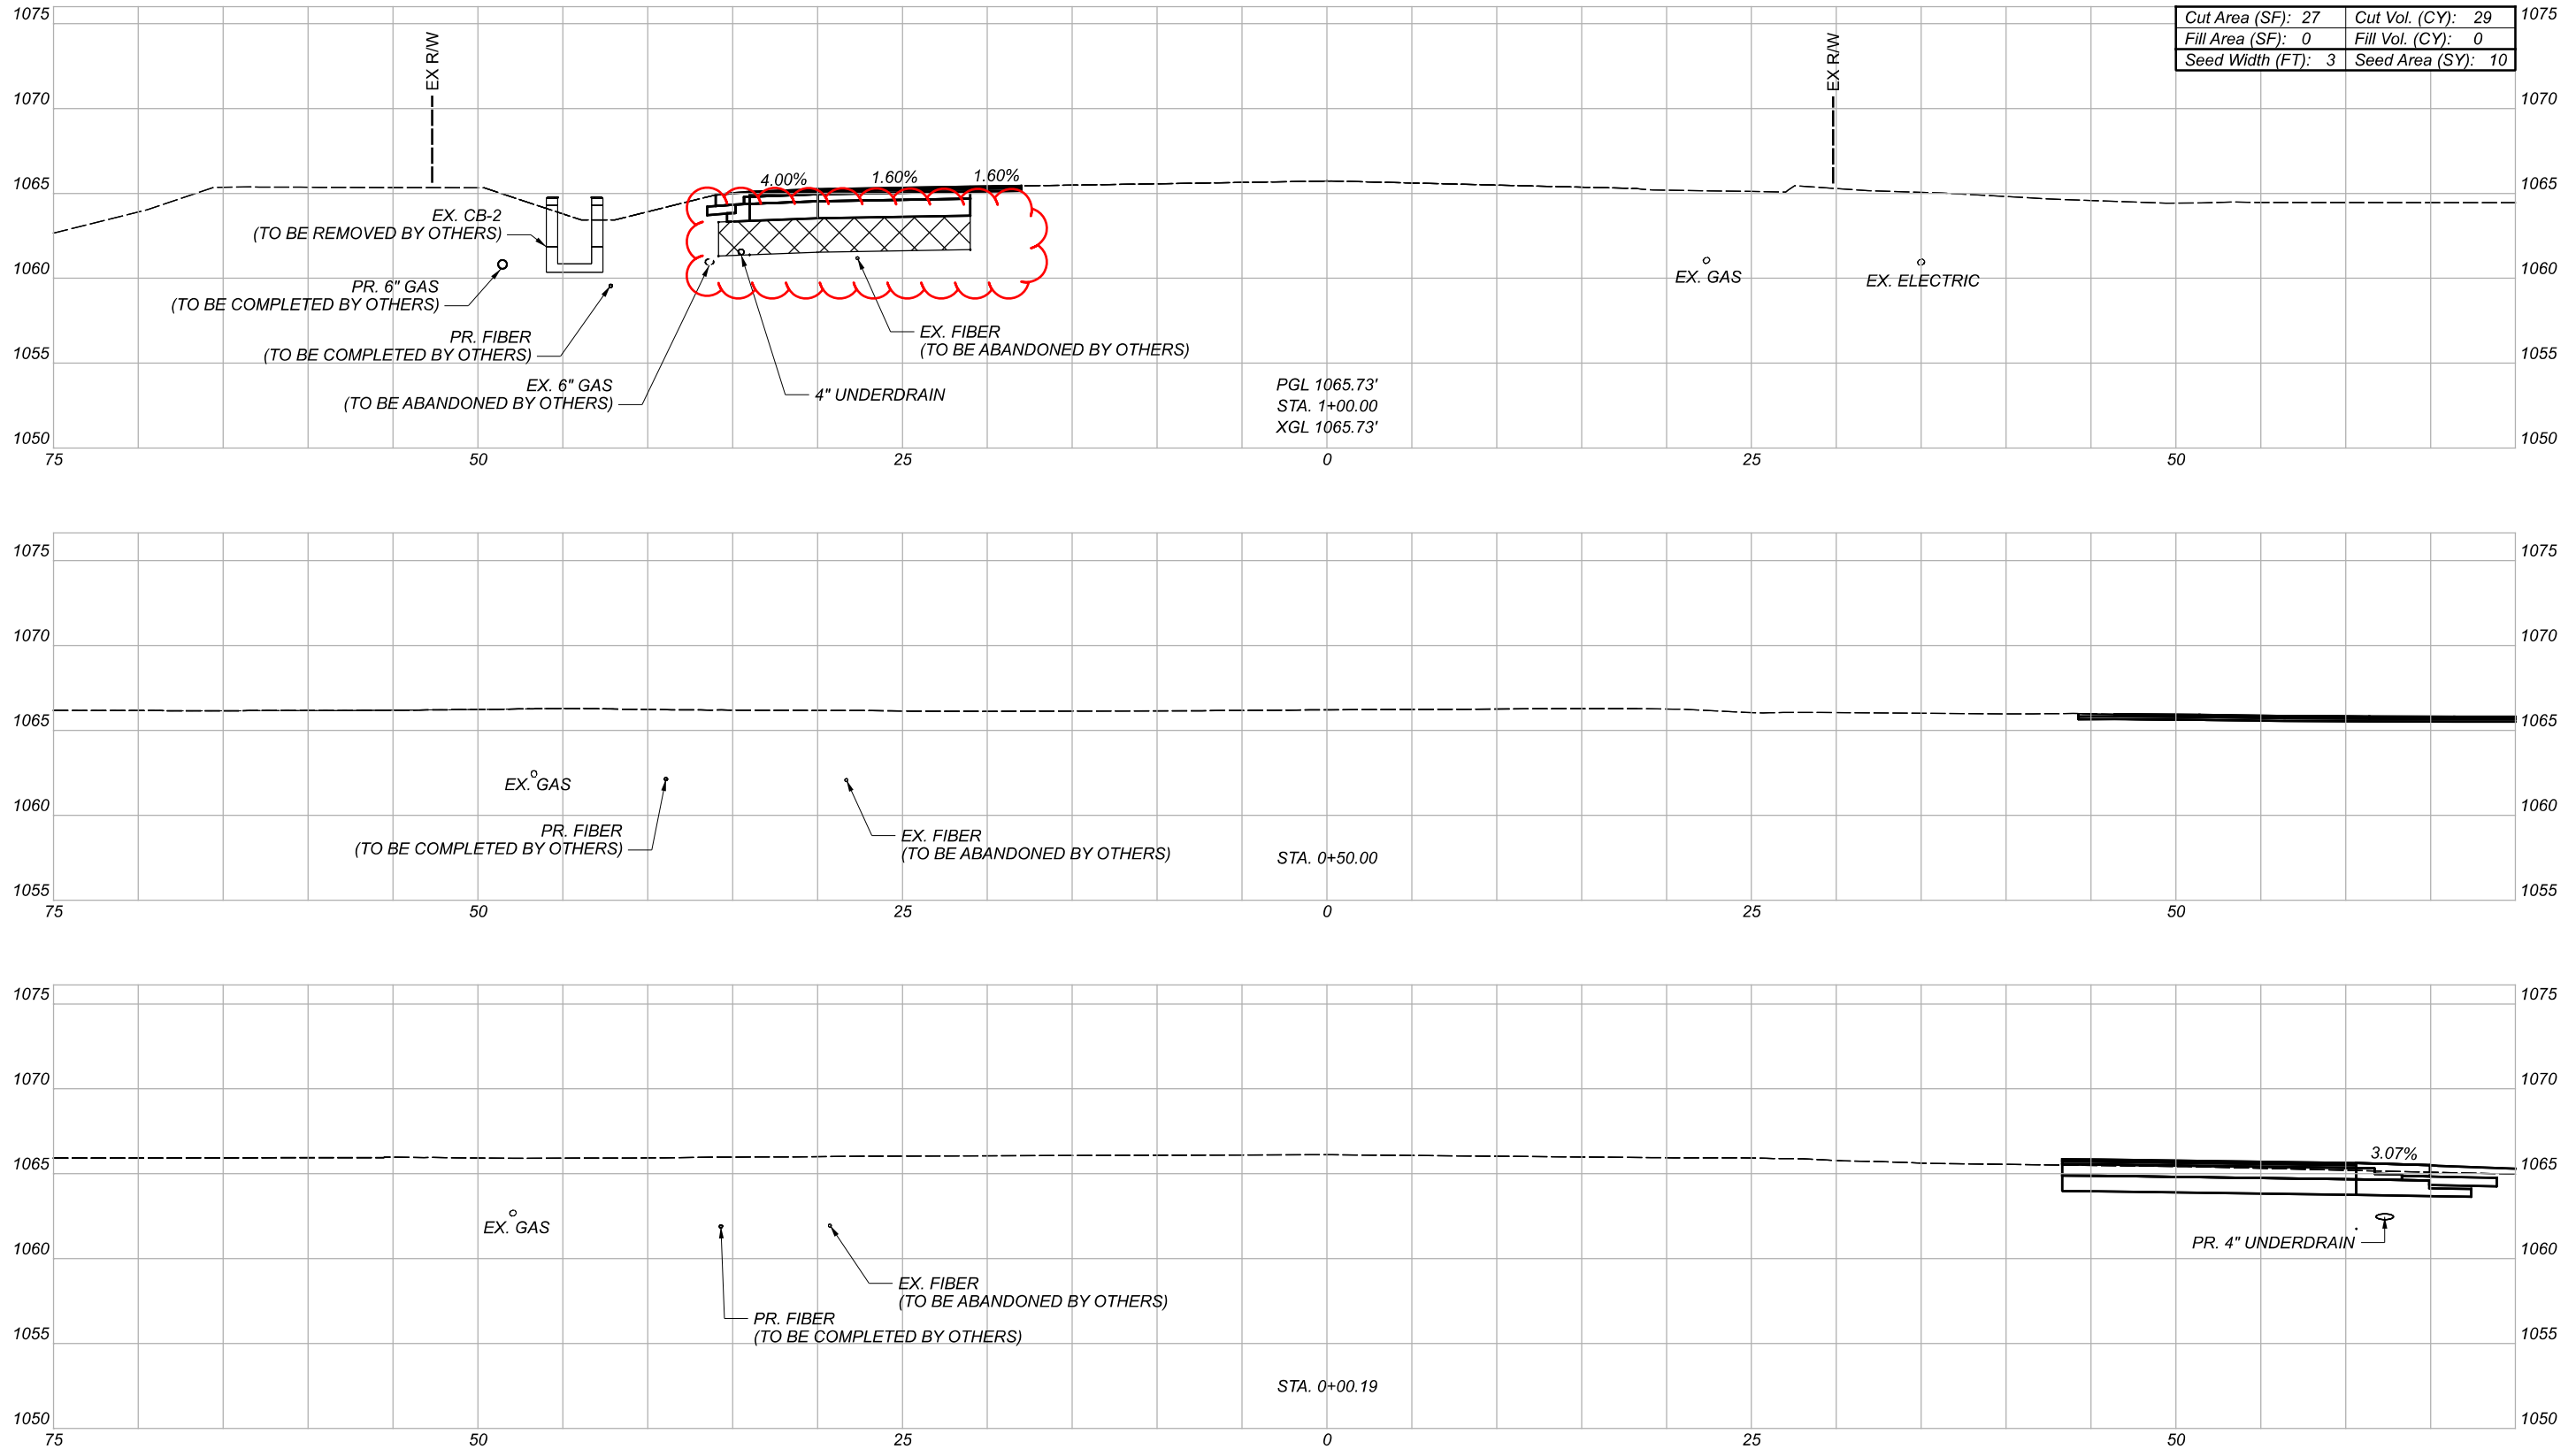 1075
EX R/W
EX R/W
Cut Area (SF): 27 Cut Vol. (CY): 29
Fill Area (SF): 0 Fill Vol. (CY): 0
Seed Width (FT): 3 Seed Area (SY): 10
1075
1070
1070
1065
4.00%
1.60%
1.60%
1065
EX. CB-2
(TO BE REMOVED BY OTHERS)
1060
EX. GAS
EX. ELECTRIC
1060
PR. 6" GAS
(TO BE COMPLETED BY OTHERS)
PR. FIBER
(TO BE COMPLETED BY OTHERS)
EX. FIBER
(TO BE ABANDONED BY OTHERS)
1055
1055
EX. 6" GAS
(TO BE ABANDONED BY OTHERS)
4" UNDERDRAIN
PGL 1065.73'
STA. 1+00.00
XGL 1065.73'
1050
1050
75 50 25 0 25 50
1075
1075
1070
1070
1065
1065
EX. GAS
1060
1060
PR. FIBER
(TO BE COMPLETED BY OTHERS)
EX. FIBER
(TO BE ABANDONED BY OTHERS)
STA. 0+50.00
1055
1055
75 50 25 0 25 50
1075
1075
1070
1070
3.07%
1065
1065
EX. GAS
PR. 4" UNDERDRAIN
1060
1060
EX. FIBER
(TO BE ABANDONED BY OTHERS)
PR. FIBER
(TO BE COMPLETED BY OTHERS)
1055
1055
STA. 0+00.19
1050
1050
75 50 25 0 25 50